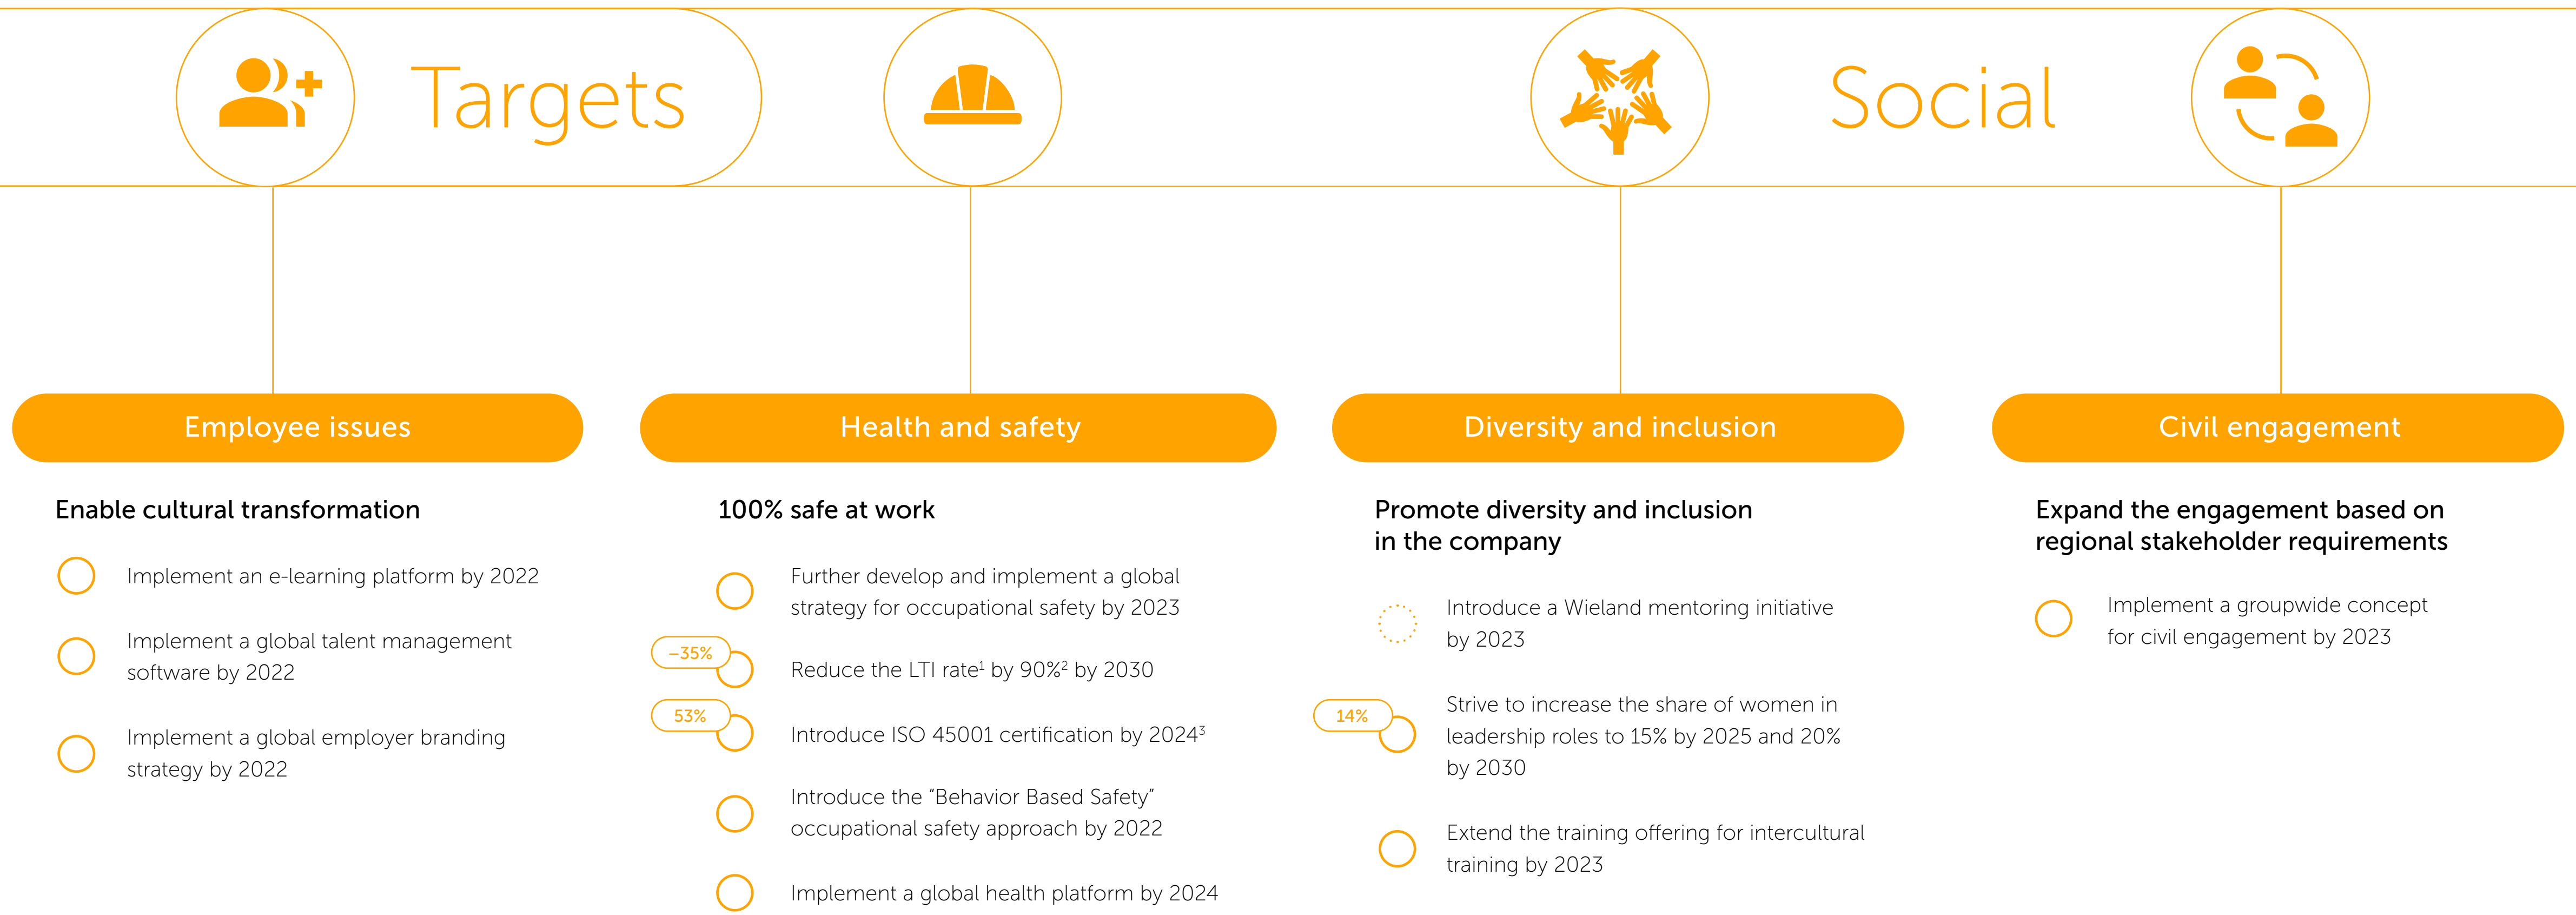 Targets
Social
Employee issues
Enable cultural transformation
Implement an e-learning platform by 2022
Implement a global talent management
software by 2022
Implement a global employer branding
strategy by 2022
Health and safety
100% safe at work
Further develop and implement a global
strategy for occupational safety by 2023
–35%
Reduce the LTI rate¹ by 90%² by 2030
53%
Introduce ISO 45001 certification by 2024³
Introduce the “Behavior Based Safety”
occupational safety approach by 2022
Implement a global health platform by 2024
Diversity and inclusion
Promote diversity and inclusion
in the company
Introduce a Wieland mentoring initiative
by 2023
14%
Strive to increase the share of women in
leadership roles to 15% by 2025 and 20%
by 2030
Extend the training offering for intercultural
training by 2023
Civil engagement
Expand the engagement based on
regional stakeholder requirements
Implement a groupwide concept
for civil engagement by 2023